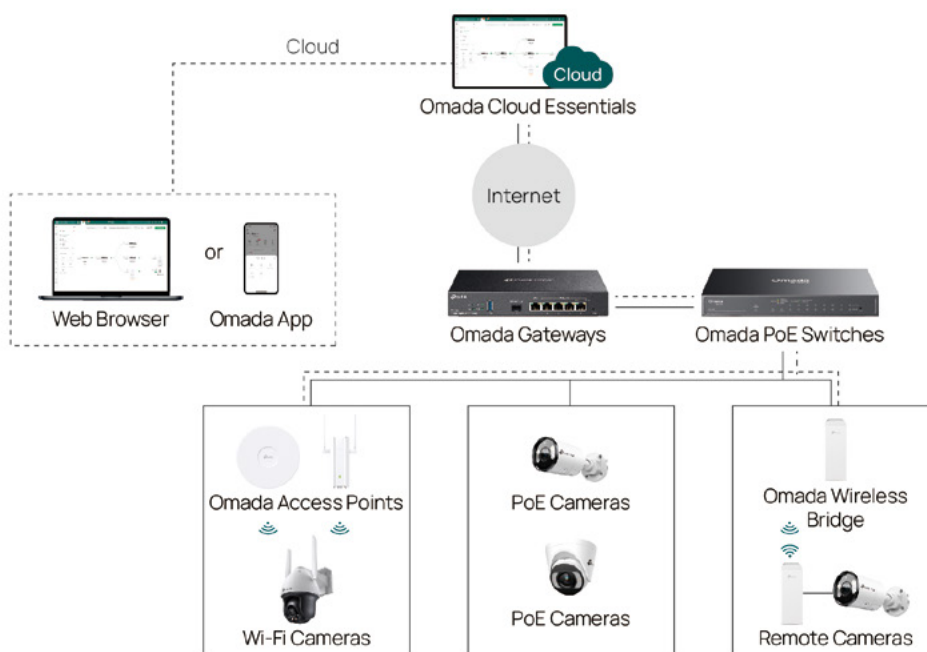 Cloud
Cloud
Omada Cloud Essentials
Internet
or
Web Browser
Omada App
Omada Gateways
Omada
Omada PoE Switches
Omada Access Points
Wi-Fi Cameras
PoE Cameras
PoE Cameras
Omada Wireless
Bridge
Remote Cameras